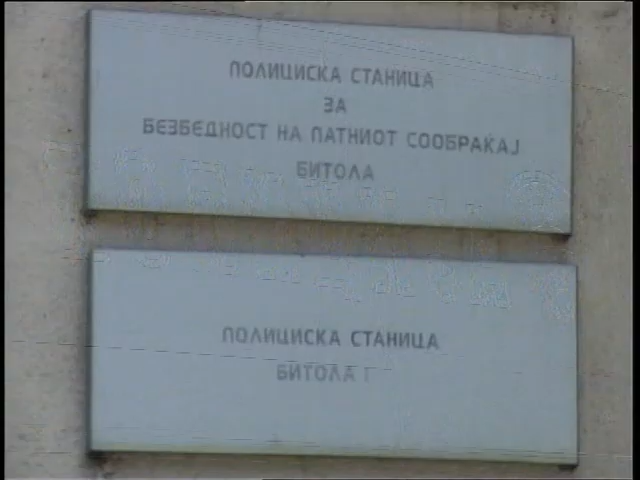 ПОЛИЦИСКА СТАНИЦА
ЗА
БЕЗБЕДНОСТ НА ПАТНИОТ СООБРАЌАЈ
БИТОЛА
ПОЛИЦИСКА СТАНИЦА
БИТОЛА